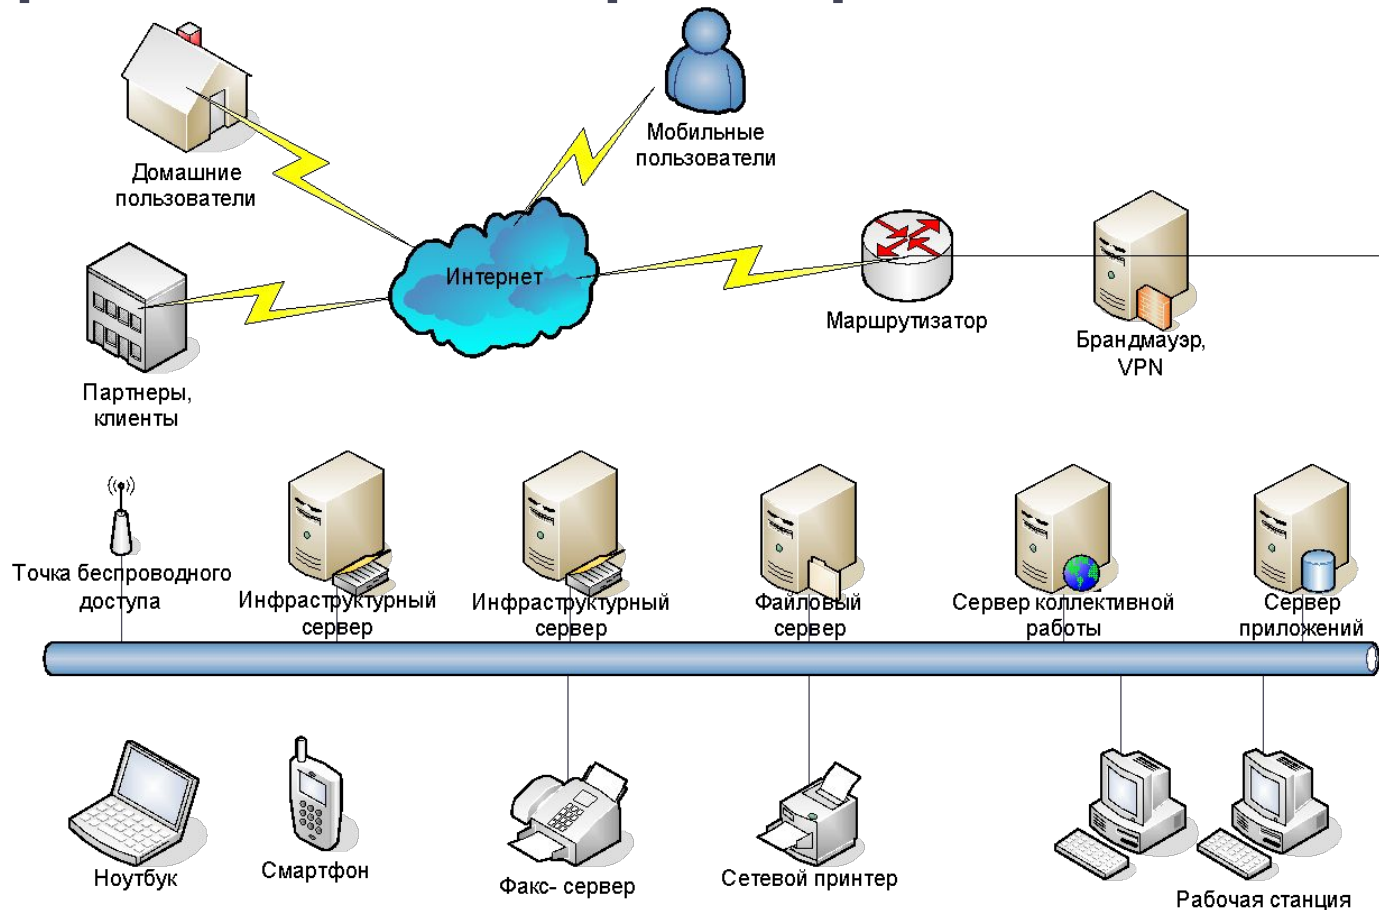 Мобильные
пользователи
Домашние
пользователи
Интернет
Маршрутизатор
Брандмауэр,
VPN
Партнеры,
клиенты
Точка беспроводного
доступа
Инфраструктурный
сервер
Инфраструктурный
сервер
Файловый
сервер
Сервер коллективной
работы
Сервер
приложений
Ноутбук
Смартфон
Факс- сервер
Сетевой принтер
Рабочая станция